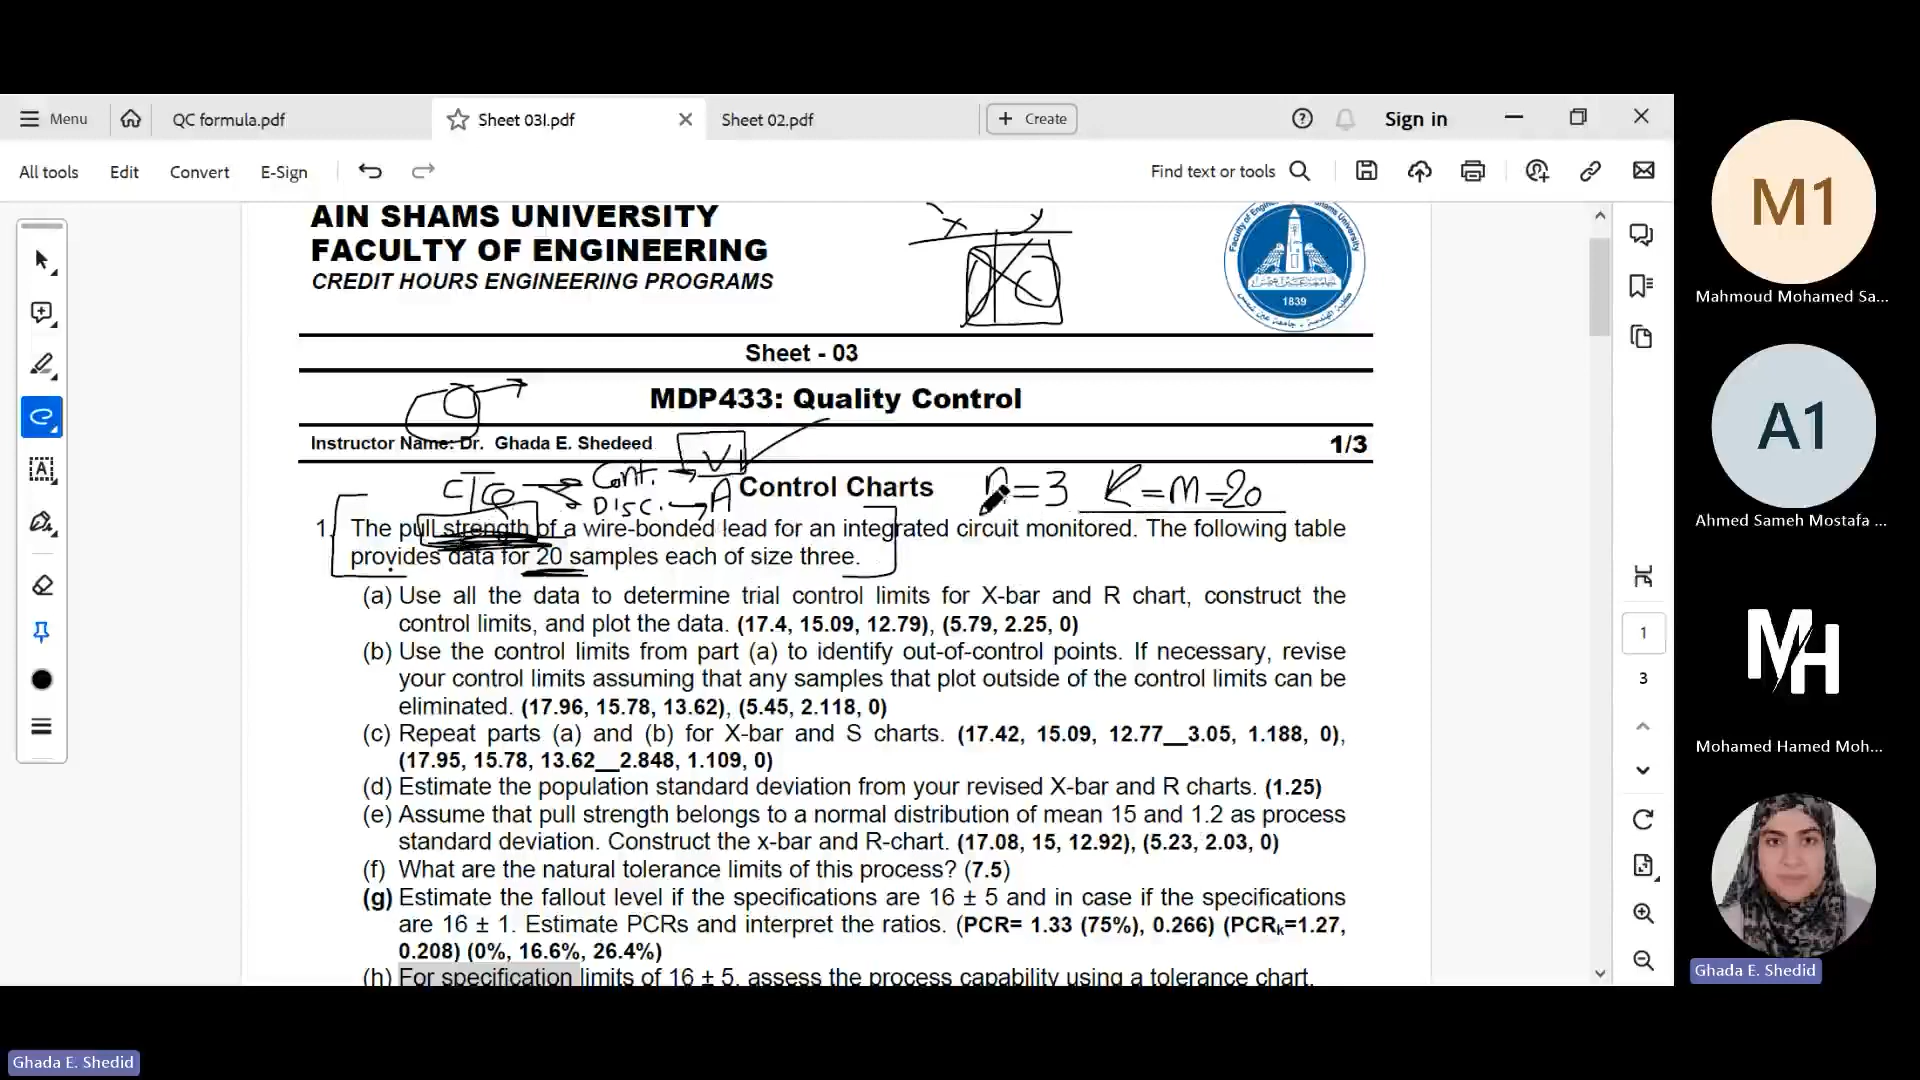 Menu QC formula.pdf Sheet 03I.pdf Sheet 02.pdf + Create Sign in
All tools Edit Convert E-Sign Find text or tools
AIN SHAMS UNIVERSITY
FACULTY OF ENGINEERING
CREDIT HOURS ENGINEERING PROGRAMS
x y
1839
Sheet - 03
MDP433: Quality Control
Instructor Name: Dr. Ghada E. Shedeed 1/3
CTQ Cont. → V
Disc. → A
Control Charts
n=3 K=m=20
1. The pull strength of a wire-bonded lead for an integrated circuit monitored. The following table
provides data for 20 samples each of size three.
(a) Use all the data to determine trial control limits for X-bar and R chart, construct the
control limits, and plot the data. (17.4, 15.09, 12.79), (5.79, 2.25, 0)
(b) Use the control limits from part (a) to identify out-of-control points. If necessary, revise
your control limits assuming that any samples that plot outside of the control limits can be
eliminated. (17.96, 15.78, 13.62), (5.45, 2.118, 0)
(c) Repeat parts (a) and (b) for X-bar and S charts. (17.42, 15.09, 12.77__3.05, 1.188, 0),
(17.95, 15.78, 13.62__2.848, 1.109, 0)
(d) Estimate the population standard deviation from your revised X-bar and R charts. (1.25)
(e) Assume that pull strength belongs to a normal distribution of mean 15 and 1.2 as process
standard deviation. Construct the x-bar and R-chart. (17.08, 15, 12.92), (5.23, 2.03, 0)
(f) What are the natural tolerance limits of this process? (7.5)
(g) Estimate the fallout level if the specifications are 16 ± 5 and in case if the specifications
are 16 ± 1. Estimate PCRs and interpret the ratios. (PCR= 1.33 (75%), 0.266) (PCRk=1.27,
0.208) (0%, 16.6%, 26.4%)
(h) For specification limits of 16 ± 5, assess the process capability using a tolerance chart.
1
3
M1
Mahmoud Mohamed Sa...
A1
Ahmed Sameh Mostafa ...
MH
Mohamed Hamed Moh...
Ghada E. Shedid
Ghada E. Shedid